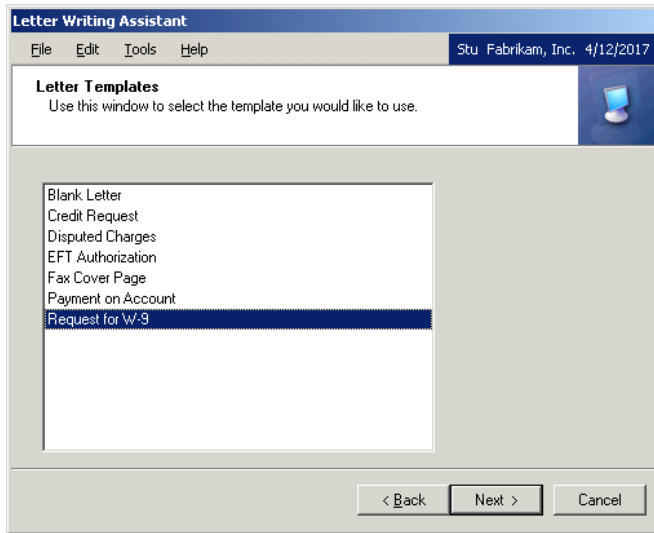 Letter Writing Assistant
File Edit Tools Help Stu Fabrikam, Inc. 4/12/2017
Letter Templates
Use this window to select the template you would like to use.
Blank Letter
Credit Request
Disputed Charges
EFT Authorization
Fax Cover Page
Payment on Account
Request for W-9
< Back Next > Cancel